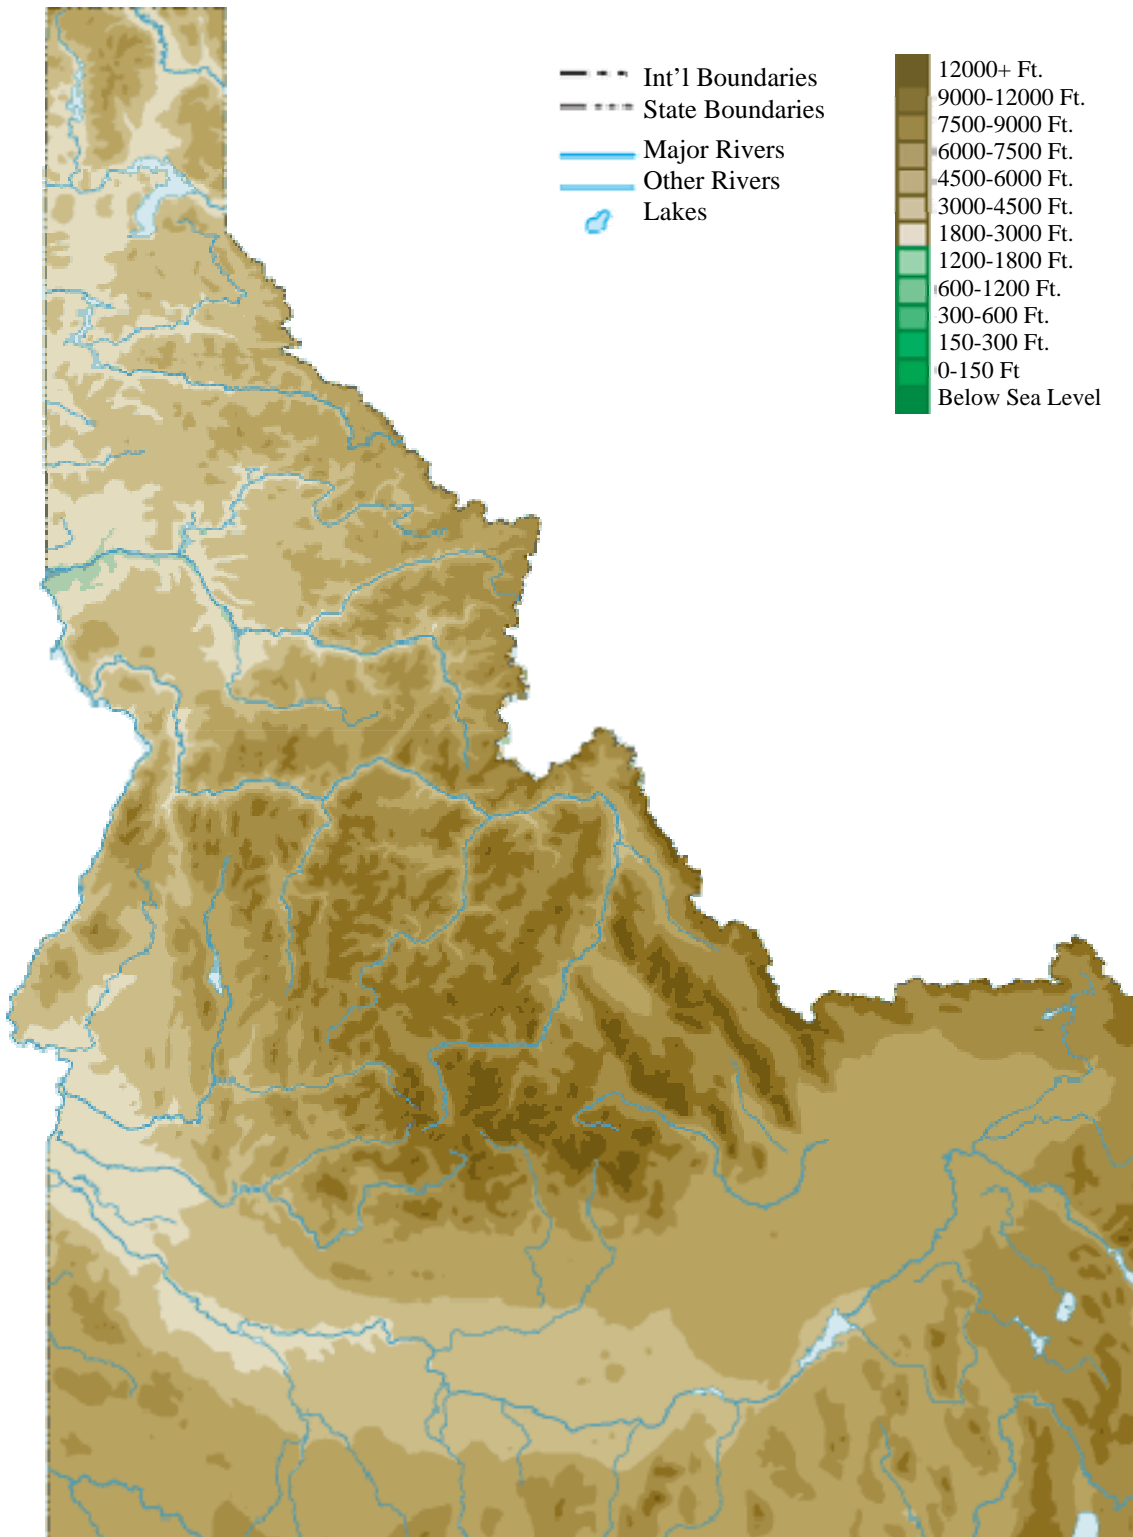 Int'l Boundaries
State Boundaries
Major Rivers
Other Rivers
Lakes
12000+ Ft.
9000-12000 Ft.
7500-9000 Ft.
6000-7500 Ft.
4500-6000 Ft.
3000-4500 Ft.
1800-3000 Ft.
1200-1800 Ft.
600-1200 Ft.
300-600 Ft.
150-300 Ft.
0-150 Ft
Below Sea Level